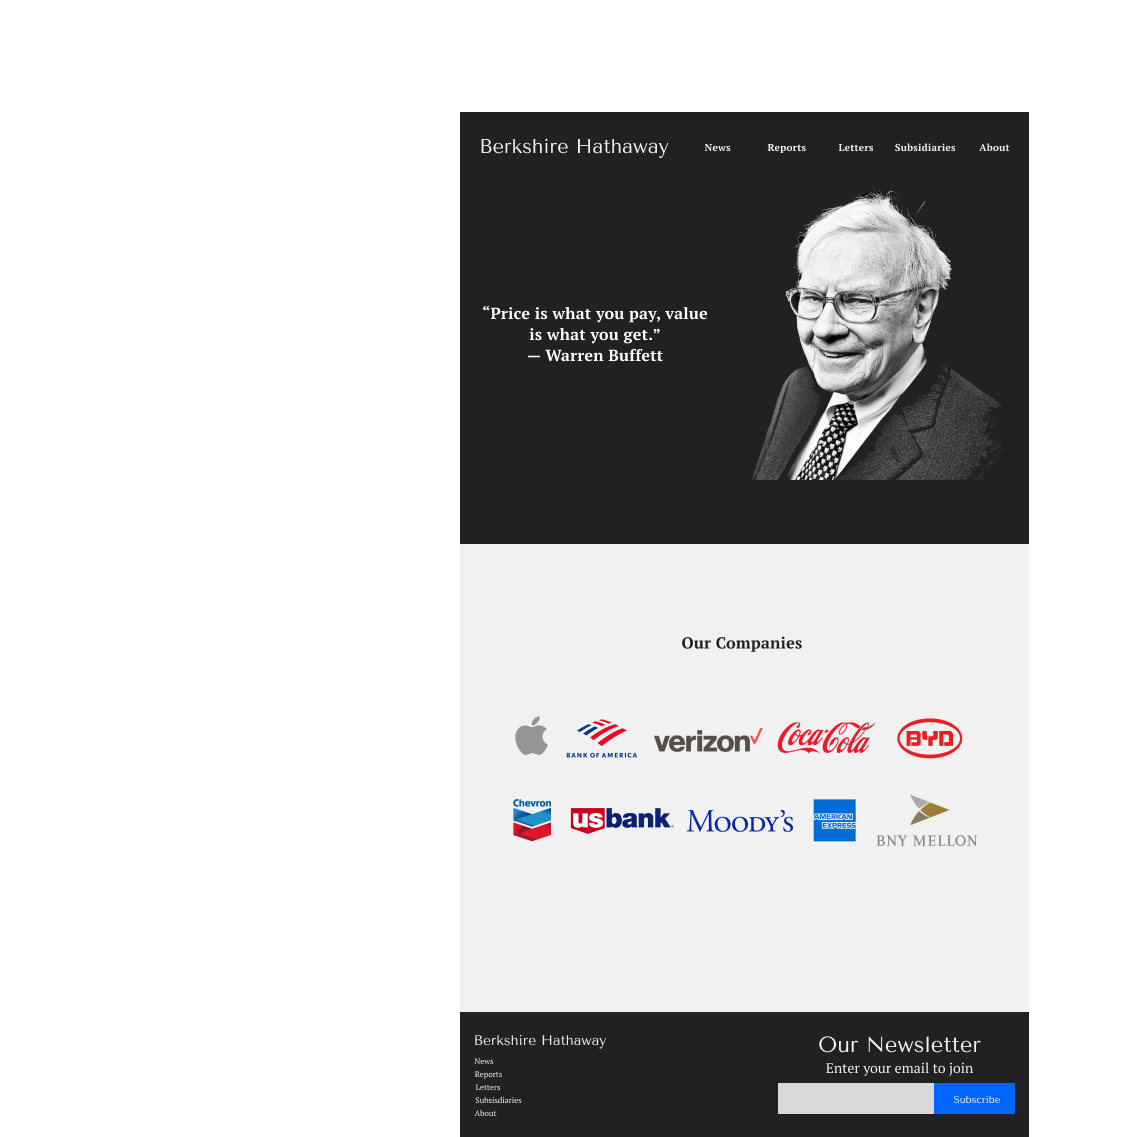 Berkshire Hathaway
News
Reports
Letters
Subsidiaries
About
“Price is what you pay, value
is what you get.”
— Warren Buffett
Our Companies
BANK OF AMERICA
verizon
Coca-Cola
BYD
Chevron
usbank
MOODY'S
AMERICAN
EXPRESS
BNY MELLON
Berkshire Hathaway
News
Reports
Letters
Subsisdiaries
About
Our Newsletter
Enter your email to join
Subscribe